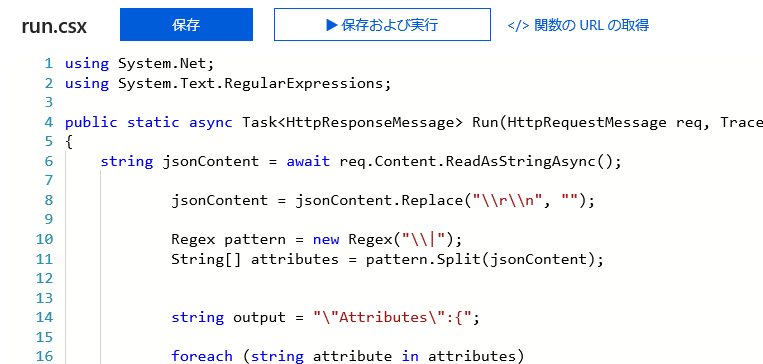 run.csx 保存 ▶保存および実行 </> 関数の URL の取得
1 using System.Net;
2 using System.Text.RegularExpressions;
3
4 public static async Task<HttpResponseMessage> Run(HttpRequestMessage req, Trace
5 {
6     string jsonContent = await req.Content.ReadAsStringAsync();
7
8             jsonContent = jsonContent.Replace("\\r\\n", "");
9
10             Regex pattern = new Regex("\\|");
11             String[] attributes = pattern.Split(jsonContent);
12
13
14             string output = "\"Attributes\":{";
15
16             foreach (string attribute in attributes)